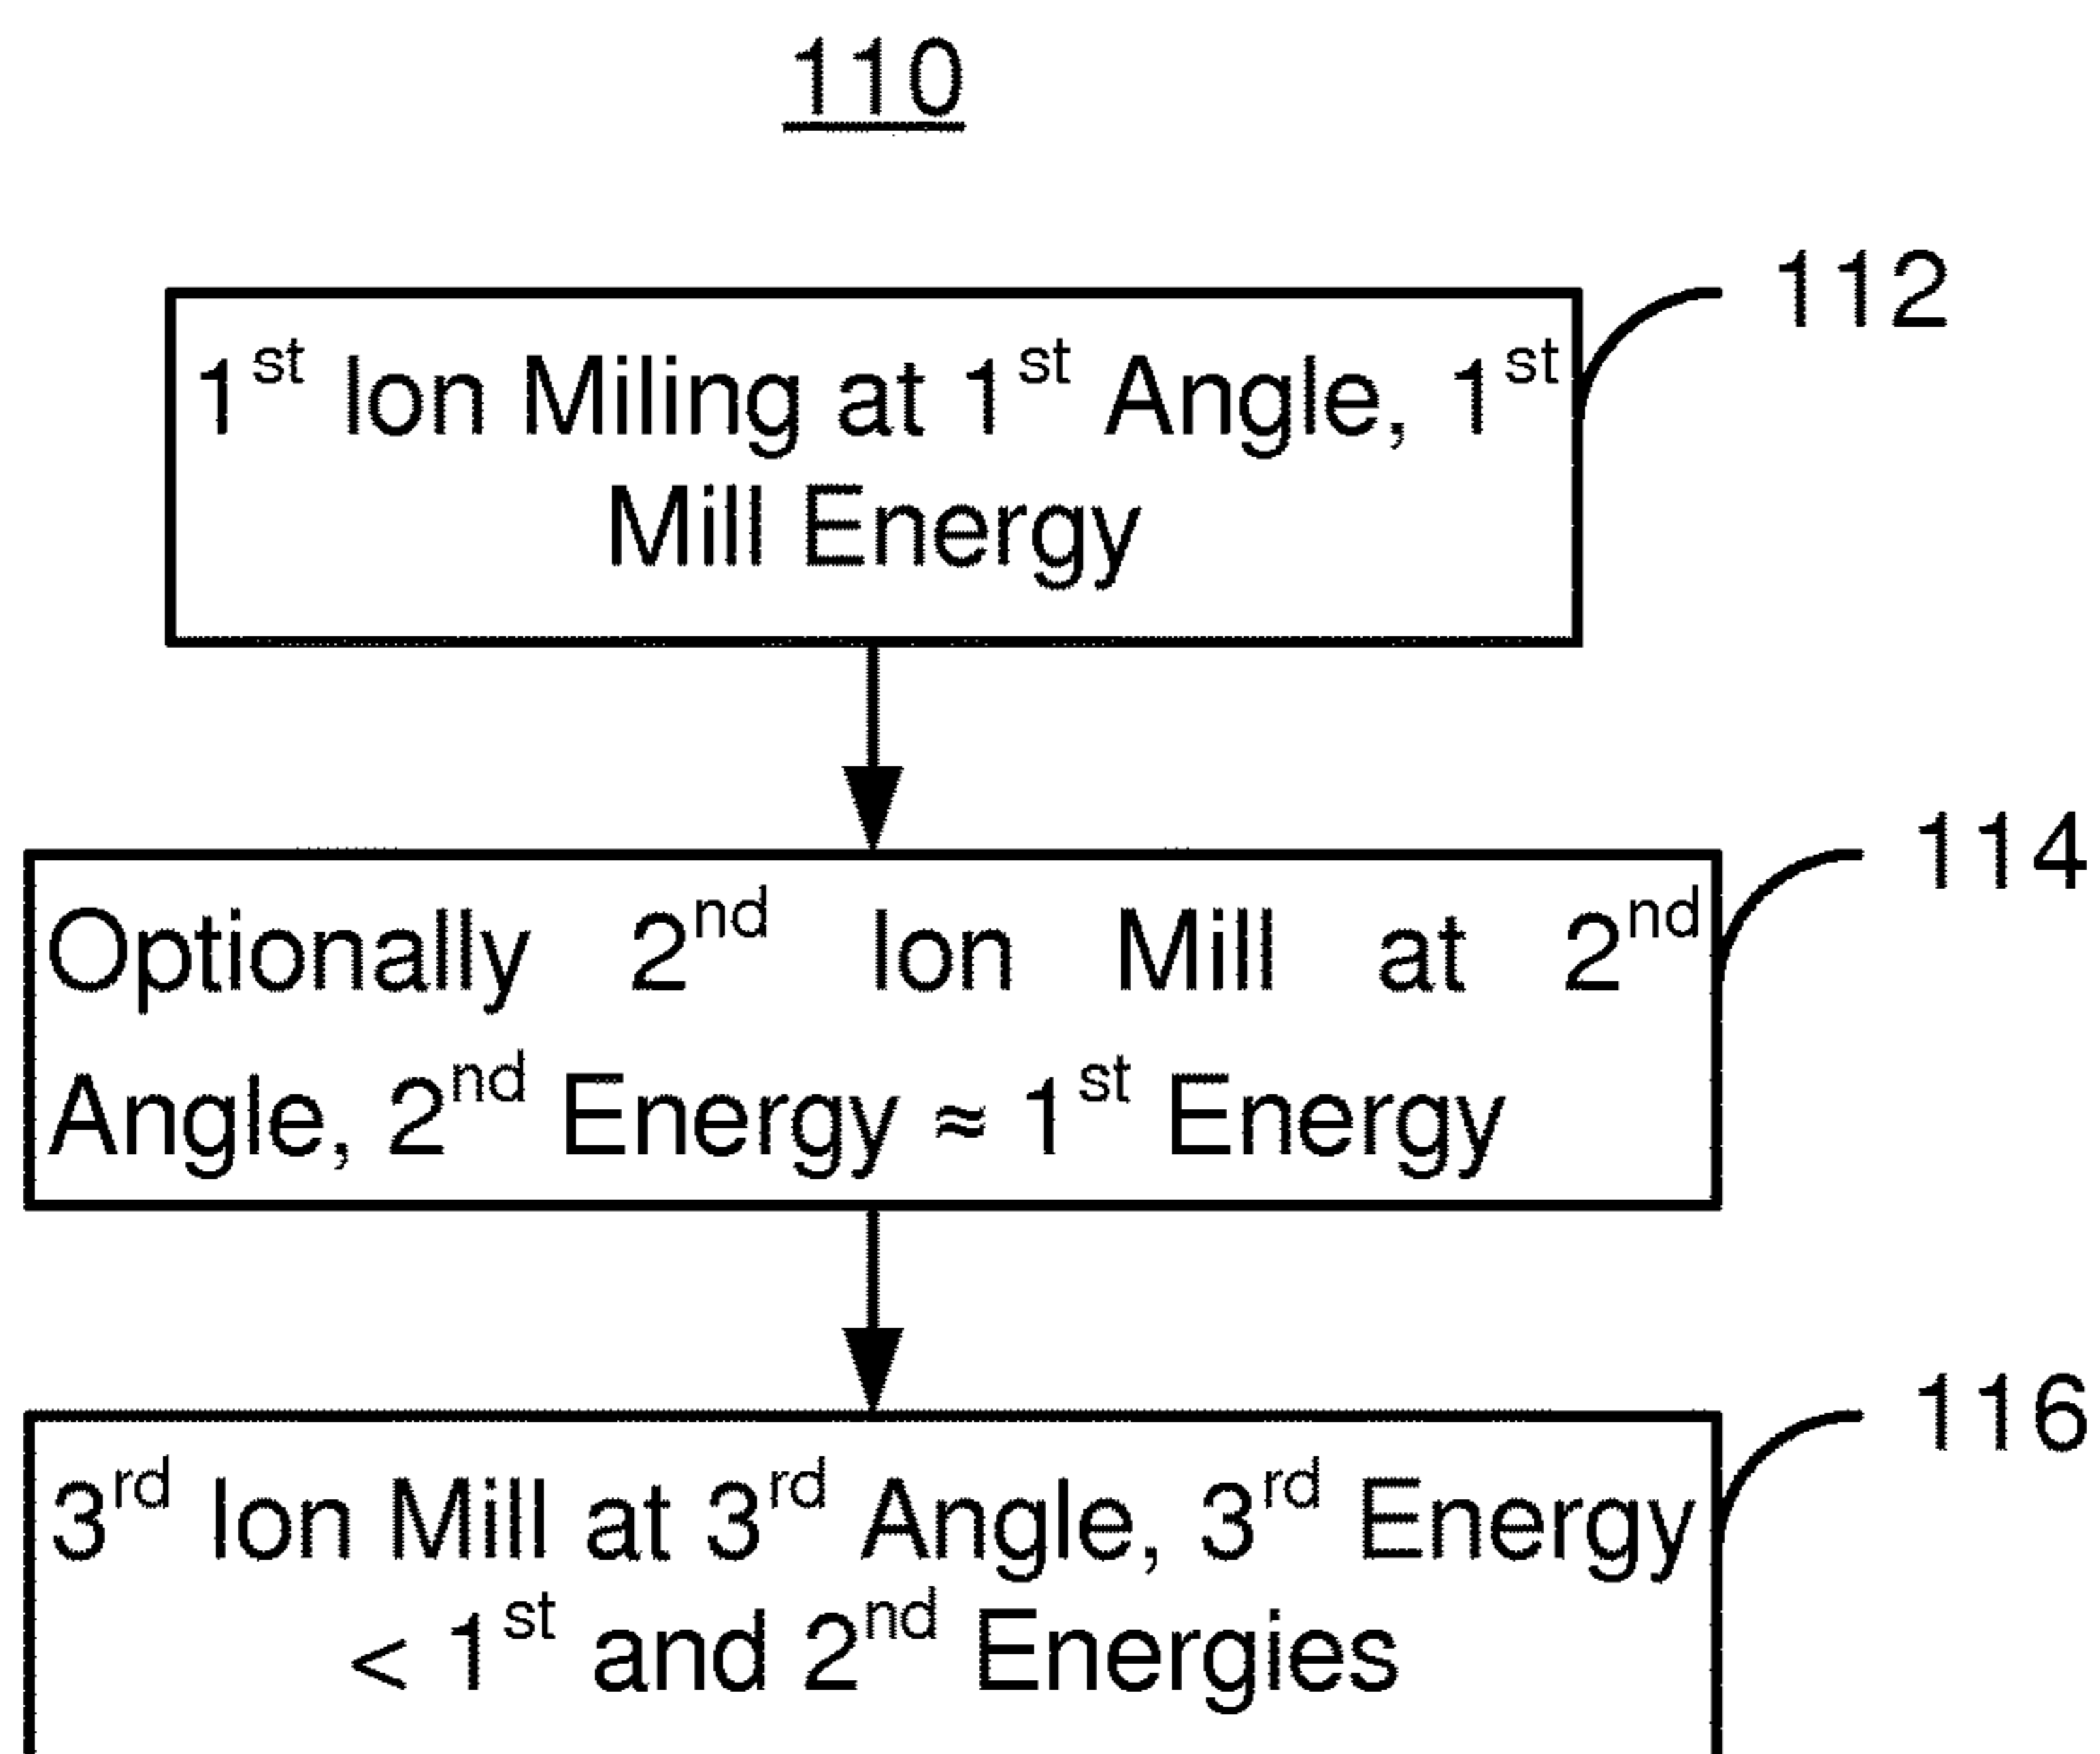 110
112
1st Ion Miling at 1st Angle, 1st
Mill Energy
114
Optionally 2nd Ion Mill at 2nd
Angle, 2nd Energy ≈ 1st Energy
116
3rd Ion Mill at 3rd Angle, 3rd Energy
< 1st and 2nd Energies